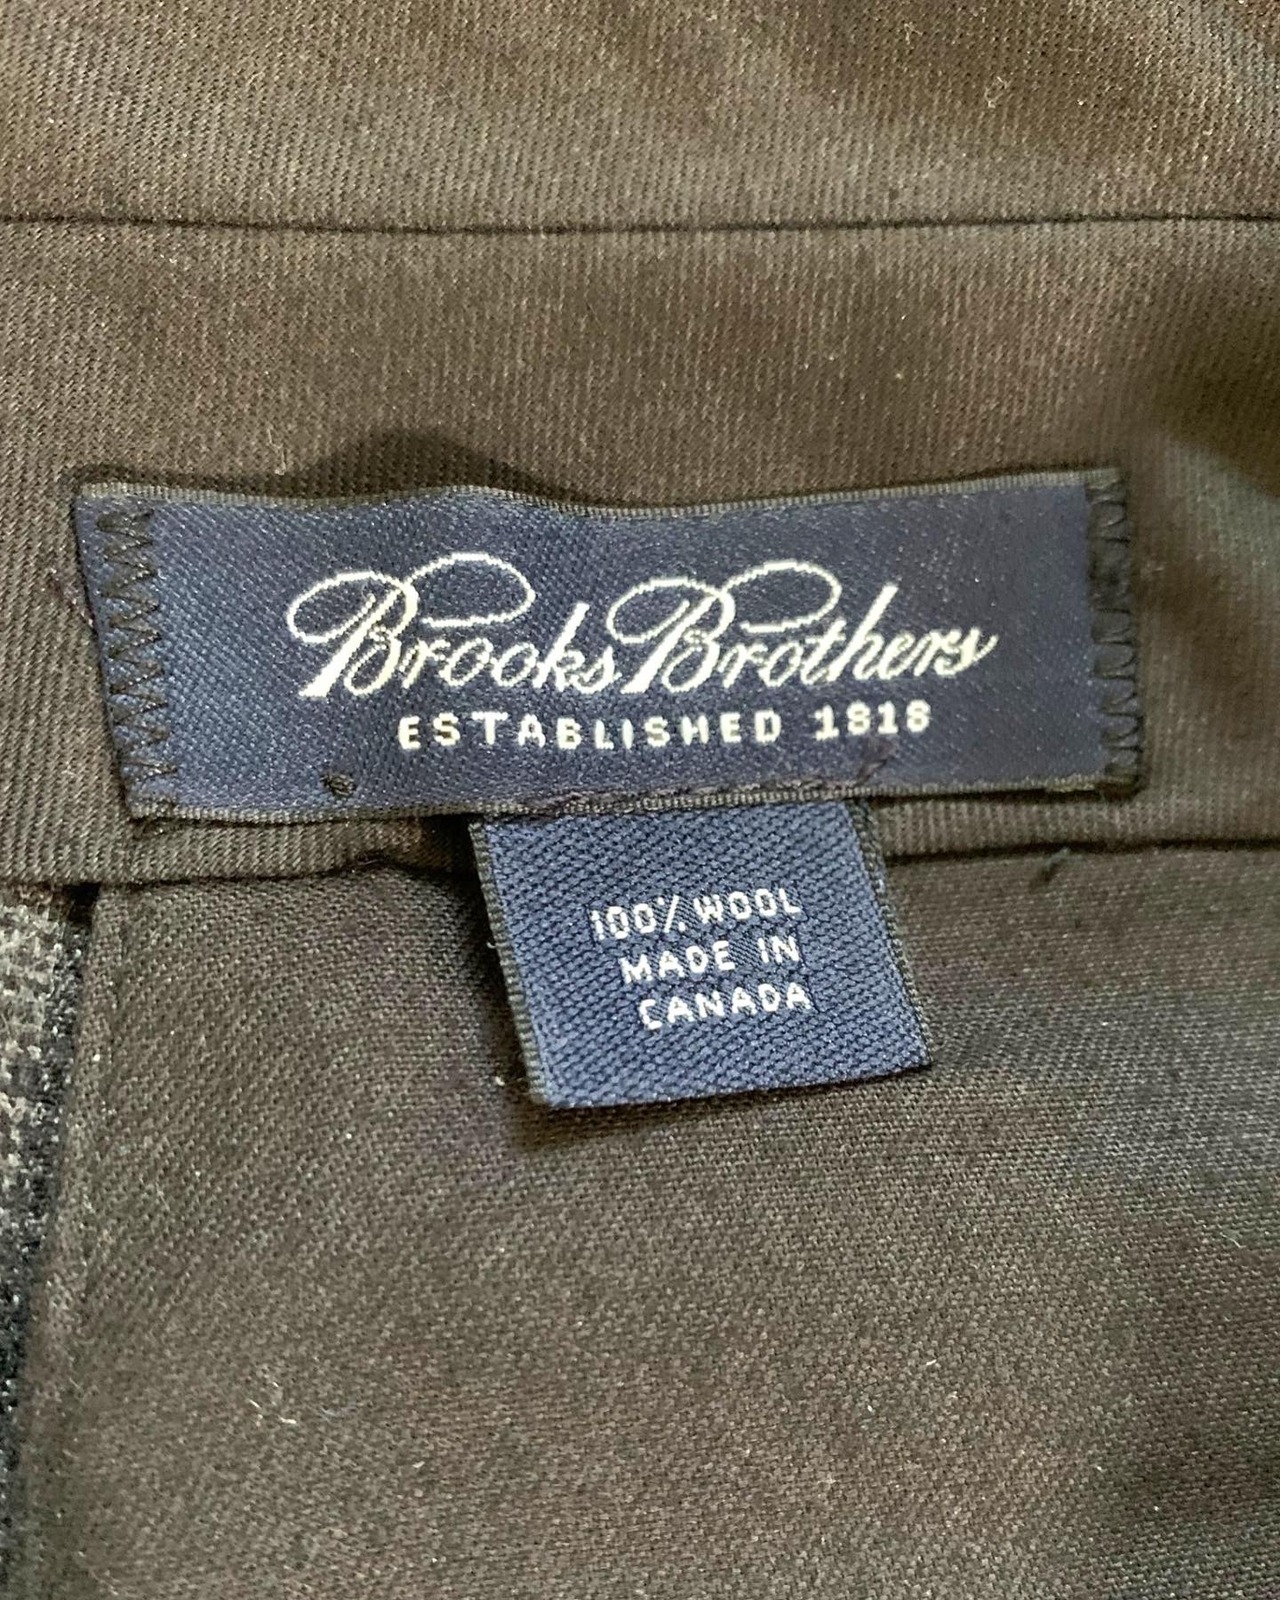 Brooks Brothers
ESTABLISHED 1818
100% WOOL
MADE IN
CANADA